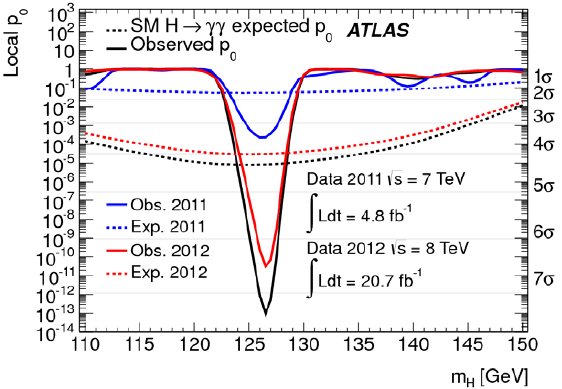 SM H → γγ expected p₀ ATLAS
Observed p₀
Local p₀
10³
10²
10
1
10⁻¹
10⁻²
10⁻³
10⁻⁴
10⁻⁵
10⁻⁶
10⁻⁷
10⁻⁸
10⁻⁹
10⁻¹⁰
10⁻¹¹
10⁻¹²
10⁻¹³
10⁻¹⁴
1σ
2σ
3σ
4σ
5σ
6σ
7σ
Data 2011 √s = 7 TeV
∫ Ldt = 4.8 fb⁻¹
Data 2012 √s = 8 TeV
∫ Ldt = 20.7 fb⁻¹
Obs. 2011
Exp. 2011
Obs. 2012
Exp. 2012
110 115 120 125 130 135 140 145 150
m_H [GeV]